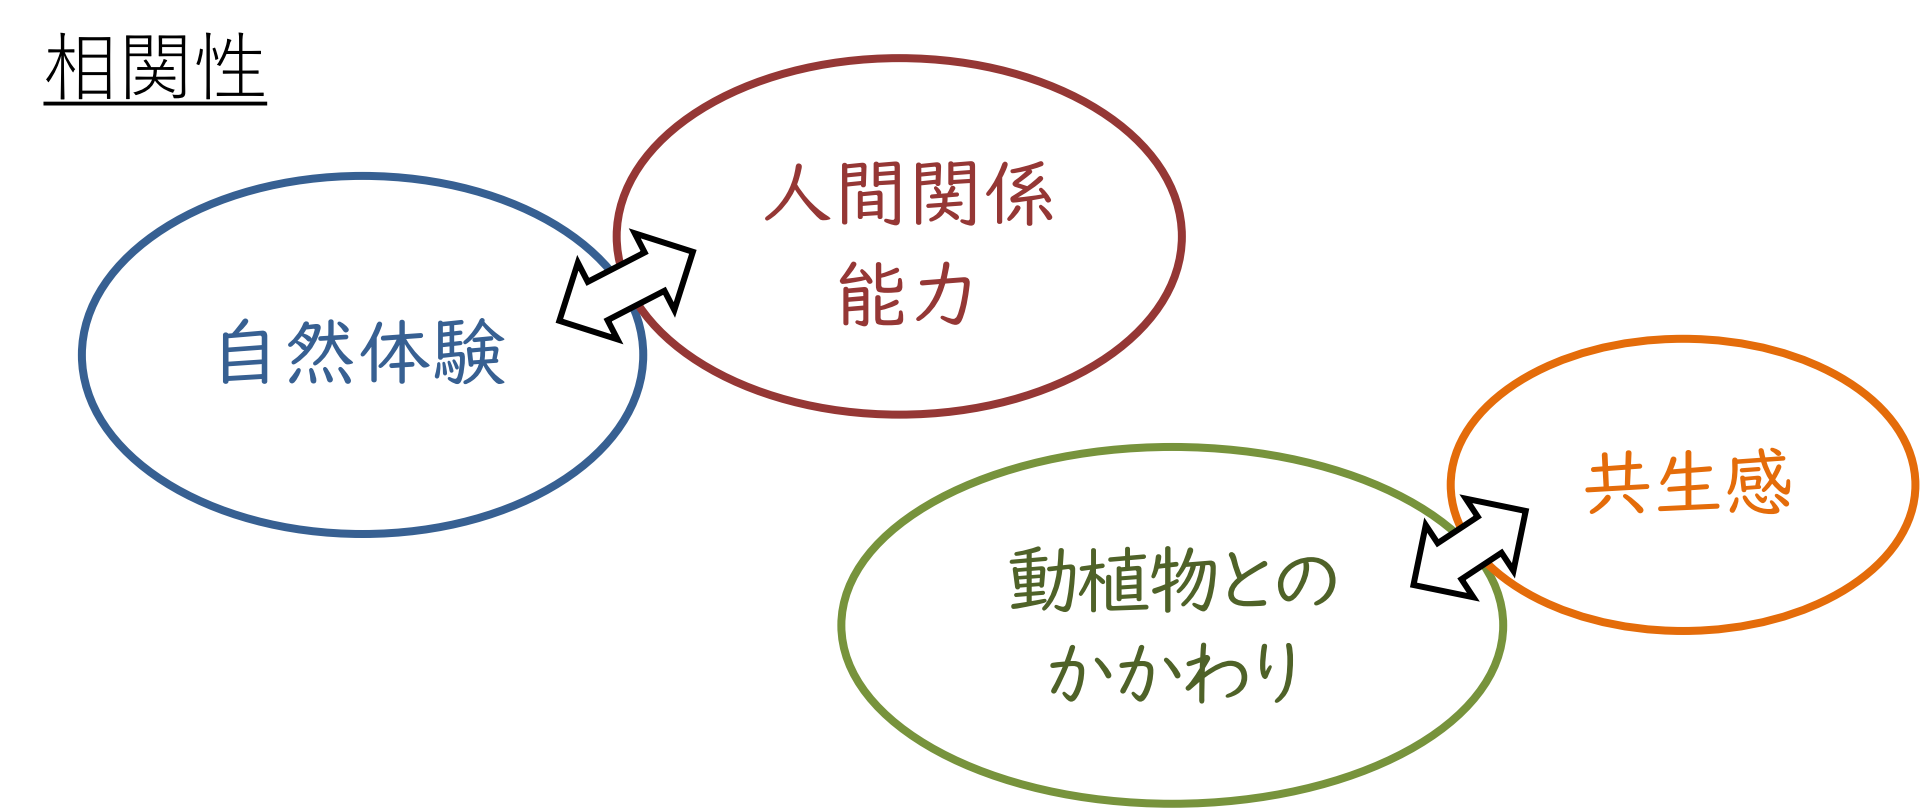 相関性
自然体験
人間関係
能力
動植物との
かかわり
共生感